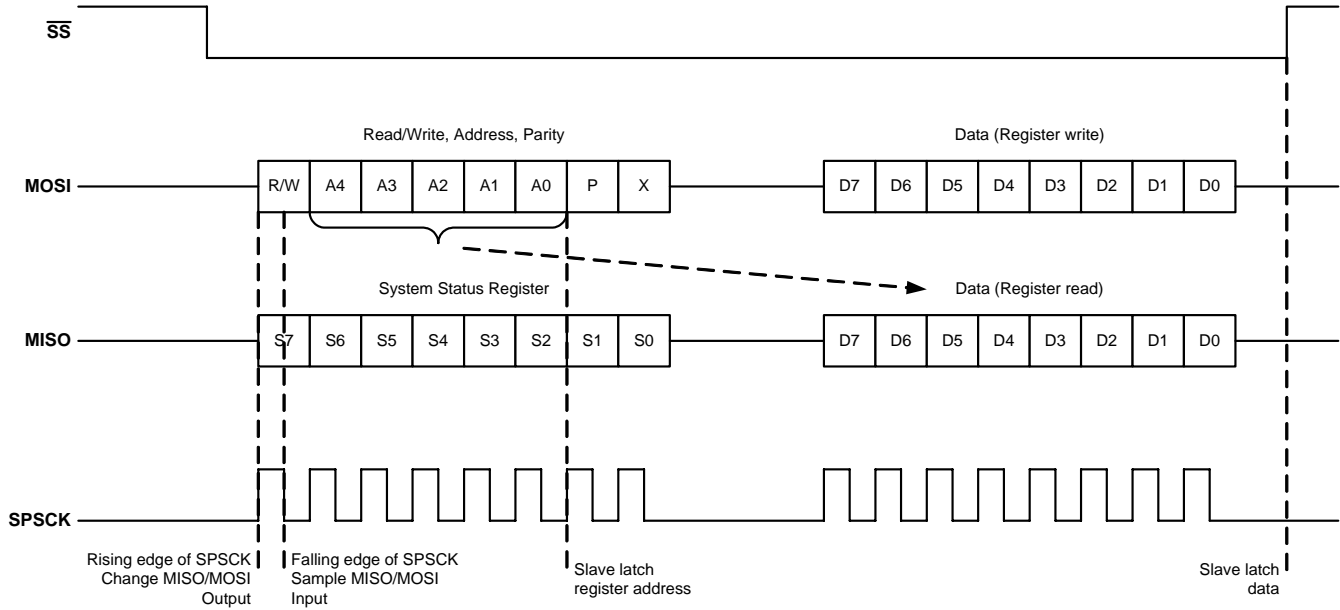 SS
Read/Write, Address, Parity
Data (Register write)
MOSI
R/W A4 A3 A2 A1 A0 P X
D7 D6 D5 D4 D3 D2 D1 D0
System Status Register
Data (Register read)
MISO
S7 S6 S5 S4 S3 S2 S1 S0
D7 D6 D5 D4 D3 D2 D1 D0
SPSCK
Rising edge of SPSCK
Change MISO/MOSI
Output
Falling edge of SPSCK
Sample MISO/MOSI
Input
Slave latch
register address
Slave latch
data